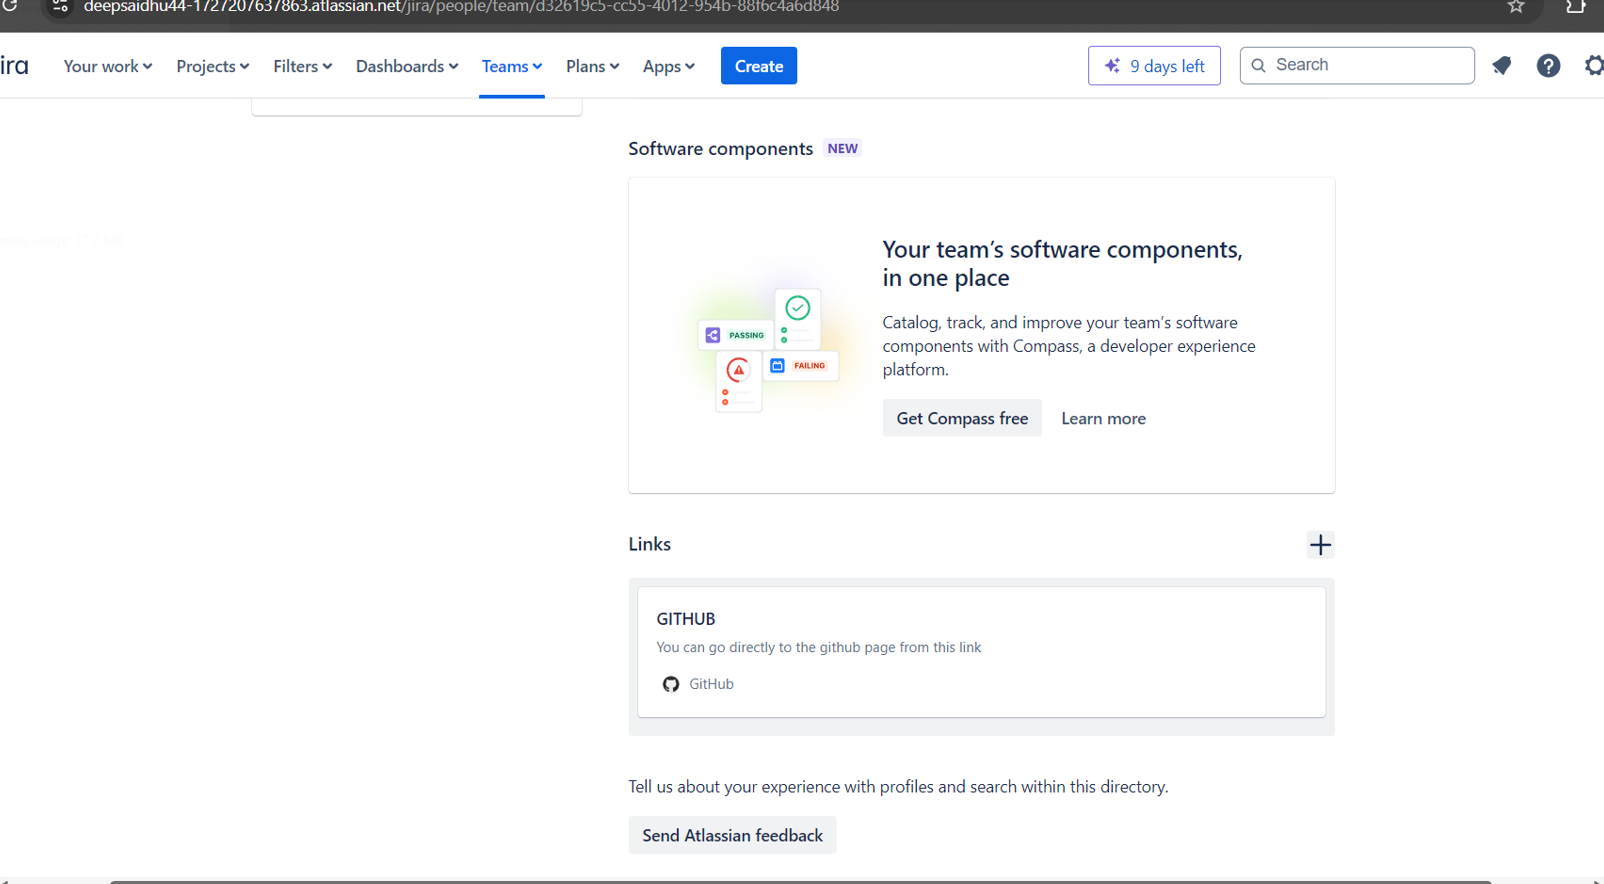 deepsaidhu44-1727207637863.atlassian.net/jira/people/team/d32619c5-cc55-4012-954b-88f6c4a6d848
ira
Your work
Projects
Filters
Dashboards
Teams
Plans
Apps
Create
9 days left
Search
Software components NEW
Your team’s software components,
in one place
PASSING
FAILING
Catalog, track, and improve your team’s software
components with Compass, a developer experience
platform.
Get Compass free
Learn more
Links
GITHUB
You can go directly to the github page from this link
GitHub
Tell us about your experience with profiles and search within this directory.
Send Atlassian feedback